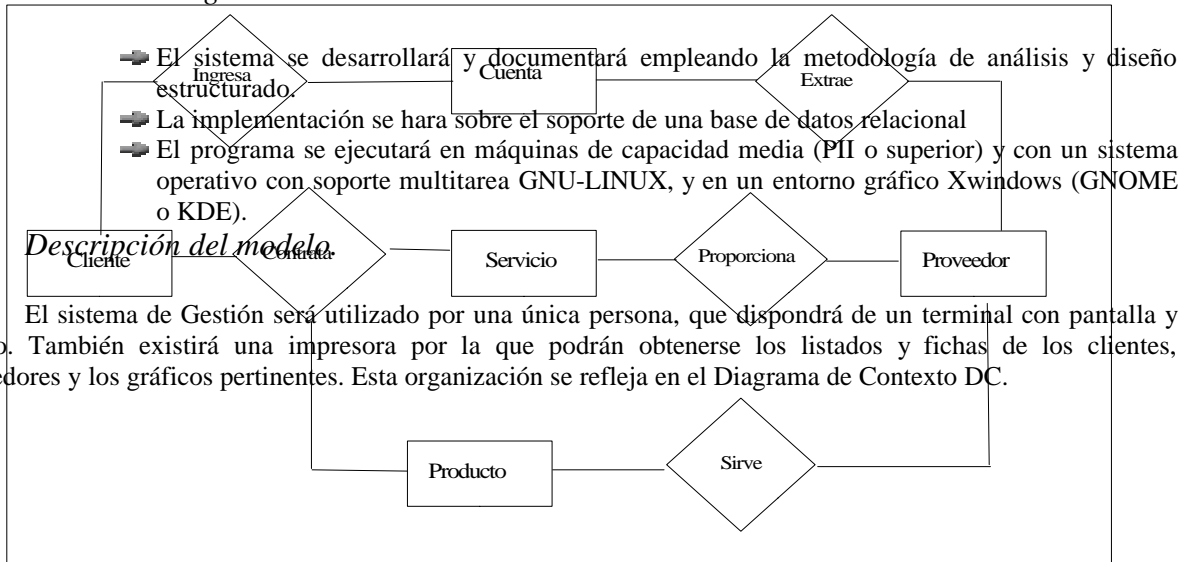 El sistema se desarrollará y documentará empleando la metodología de análisis y diseño
estructurado.
La implementación se hara sobre el soporte de una base de datos relacional
El programa se ejecutará en máquinas de capacidad media (PII o superior) y con un sistema
operativo con soporte multitarea GNU-LINUX, y en un entorno gráfico Xwindows (GNOME
o KDE).
Descripción del modelo.
El sistema de Gestión será utilizado por una única persona, que dispondrá de un terminal con pantalla y
o. También existirá una impresora por la que podrán obtenerse los listados y fichas de los clientes,
edores y los gráficos pertinentes. Esta organización se refleja en el Diagrama de Contexto DC.
Ingresa
Cuenta
Extrae
Cliente
Contrata
Servicio
Proporciona
Proveedor
Producto
Sirve